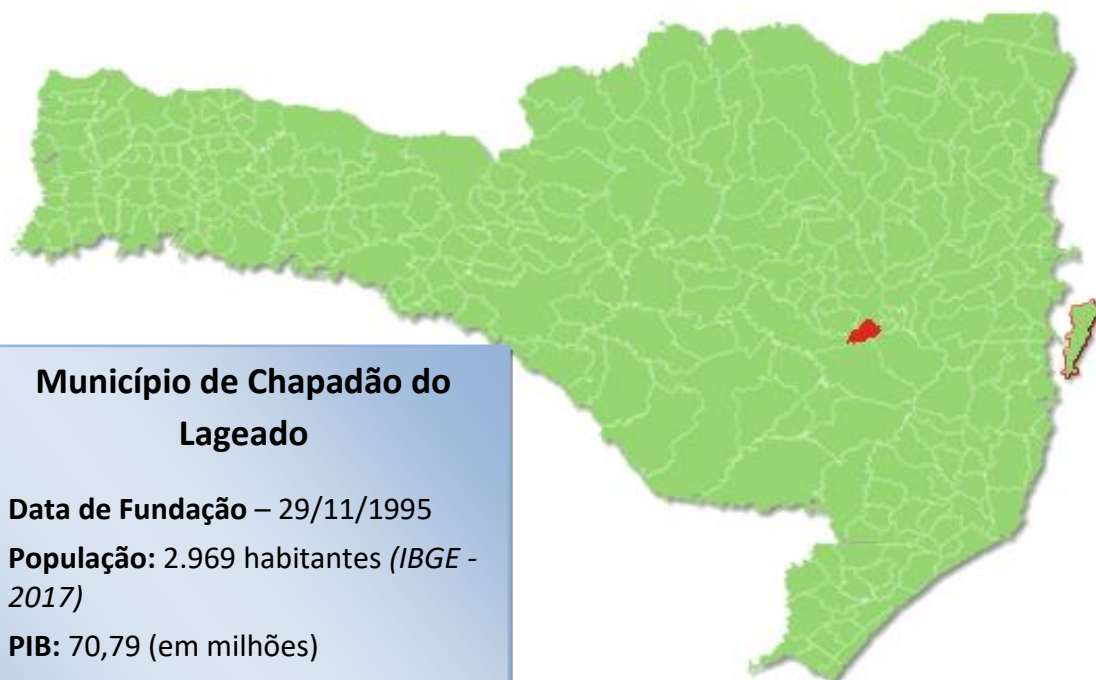 Município de Chapadão do
Lageado
Data de Fundação – 29/11/1995
População: 2.969 habitantes (IBGE -
2017)
PIB: 70,79 (em milhões)